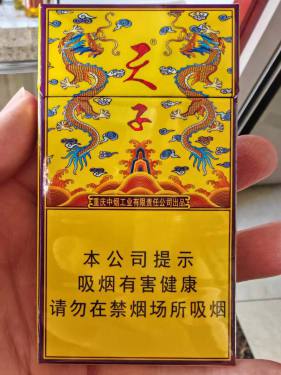 天®
子
重庆中烟工业有限责任公司出品
本公司提示
吸烟有害健康
请勿在禁烟场所吸烟